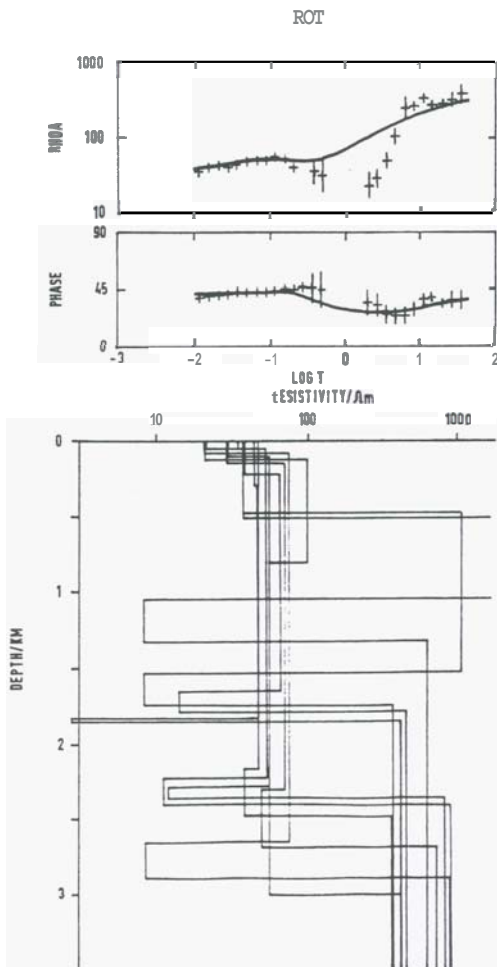 ROT
1000
100
10
RHOA
90
45
0
PHASE
-3 -2 -1 0 1 2
LOG T
tESISTIVITY/Ωm
10 100 1000
0
1
2
3
DEPTH/KM